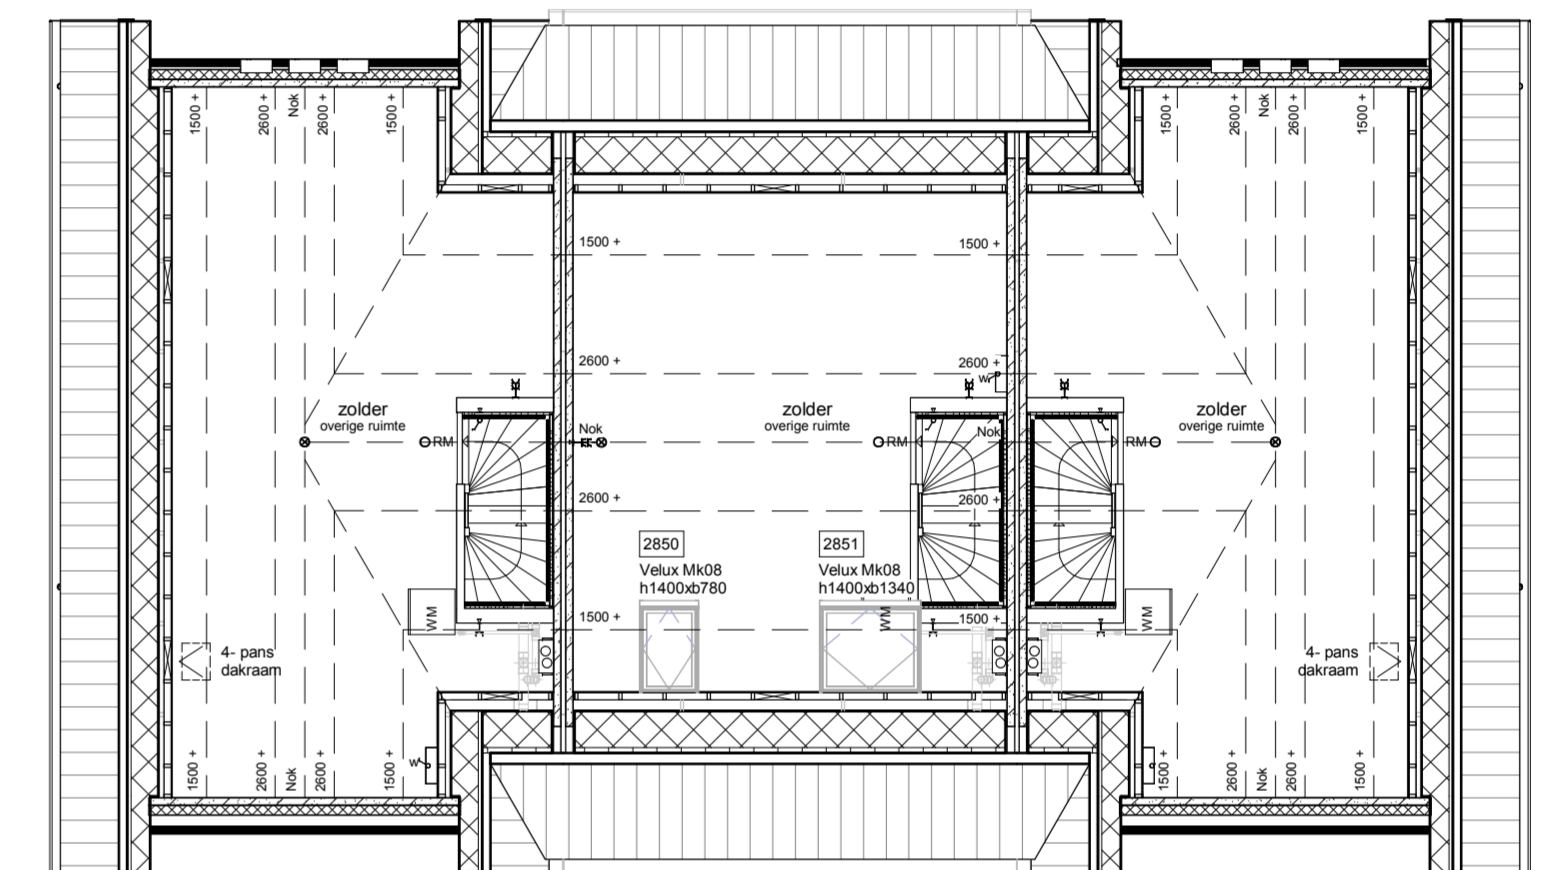 1500 +
2600 +
Nok
2600 +
1500 +
1500 +
2600 +
Nok
2600 +
1500 +
1500 +
1500 +
2600 +
2600 +
W
zolder
overige ruimte
zolder
overige ruimte
zolder
overige ruimte
RM
Nok
RM
Nok
RM
2600 +
2600 +
2850
Velux Mk08
h1400xb780
2851
Velux Mk08
h1400xb1340
WM
1500 +
WM
1500 +
WM
4- pans
dakraam
4- pans
dakraam
1500 +
2600 +
Nok
2600 +
1500 +
W
1500 +
2600 +
Nok
2600 +
1500 +